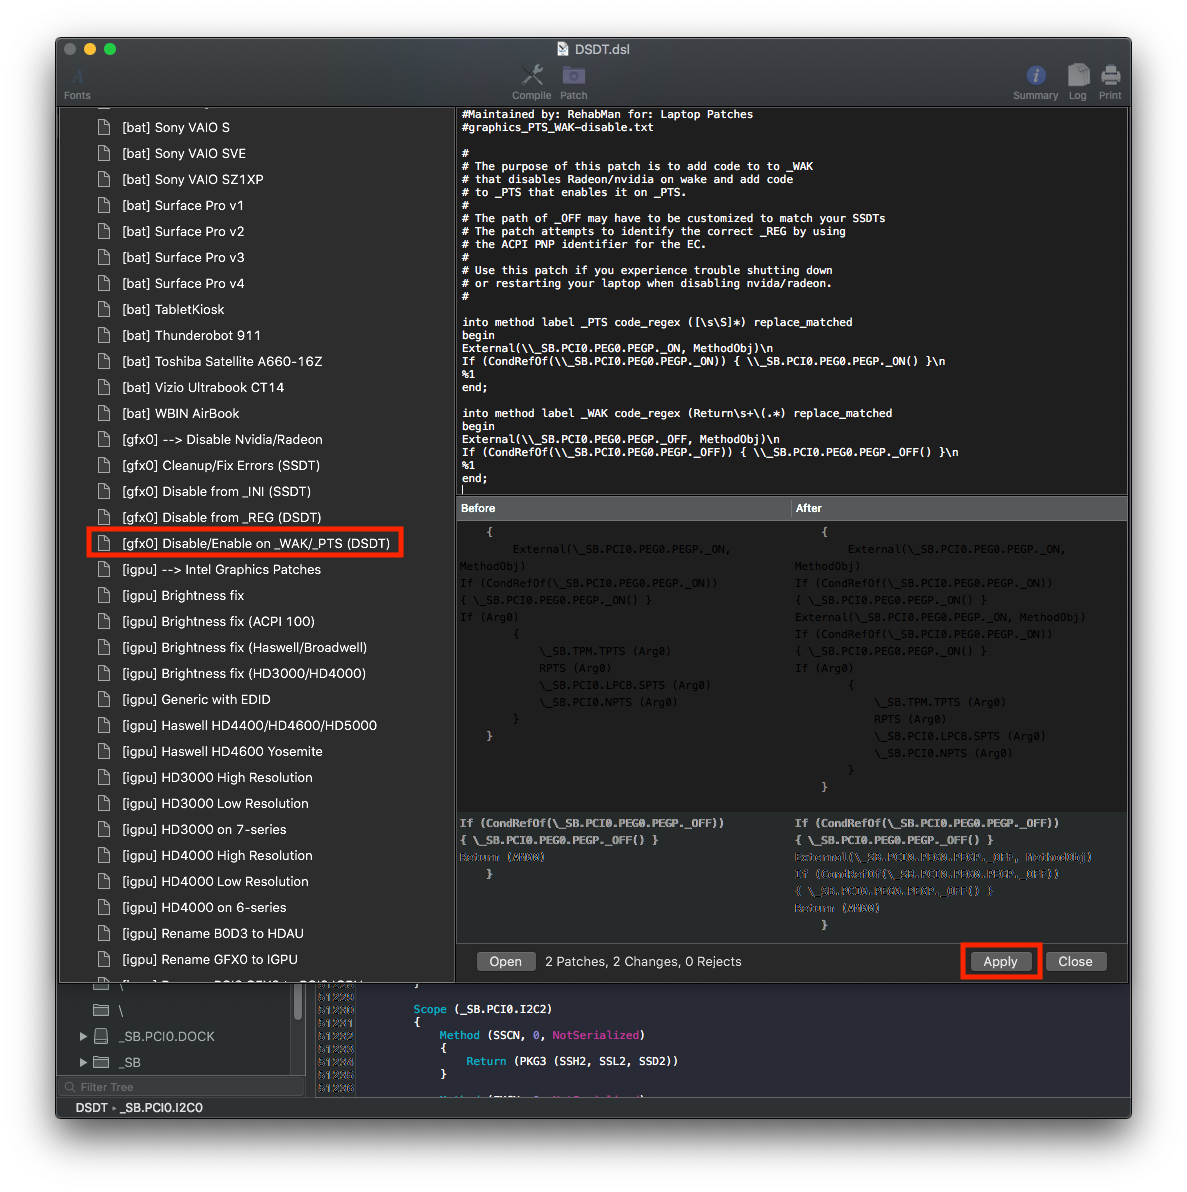 DSDT.dsl
Fonts
Compile
Patch
Summary
Log
Print
[bat] Sony VAIO S
[bat] Sony VAIO SVE
[bat] Sony VAIO SZ1XP
[bat] Surface Pro v1
[bat] Surface Pro v2
[bat] Surface Pro v3
[bat] Surface Pro v4
[bat] TabletKiosk
[bat] Thunderobot 911
[bat] Toshiba Satellite A660-16Z
[bat] Vizio Ultrabook CT14
[bat] WBIN AirBook
[gfx0] --> Disable Nvidia/Radeon
[gfx0] Cleanup/Fix Errors (SSDT)
[gfx0] Disable from _INI (SSDT)
[gfx0] Disable from _REG (DSDT)
[gfx0] Disable/Enable on _WAK/_PTS (DSDT)
[igpu] --> Intel Graphics Patches
[igpu] Brightness fix
[igpu] Brightness fix (ACPI 100)
[igpu] Brightness fix (Haswell/Broadwell)
[igpu] Brightness fix (HD3000/HD4000)
[igpu] Generic with EDID
[igpu] Haswell HD4400/HD4600/HD5000
[igpu] Haswell HD4600 Yosemite
[igpu] HD3000 High Resolution
[igpu] HD3000 Low Resolution
[igpu] HD3000 on 7-series
[igpu] HD4000 High Resolution
[igpu] HD4000 Low Resolution
[igpu] HD4000 on 6-series
[igpu] Rename B0D3 to HDAU
[igpu] Rename GFX0 to IGPU
#Maintained by: RehabMan for: Laptop Patches
#graphics_PTS_WAK-disable.txt
#
# The purpose of this patch is to add code to to _WAK
# that disables Radeon/nvidia on wake and add code
# to _PTS that enables it on _PTS.
#
# The path of _OFF may have to be customized to match your SSDTs
# The patch attempts to identify the correct _REG by using
# the ACPI PNP identifier for the EC.
#
# Use this patch if you experience trouble shutting down
# or restarting your laptop when disabling nvida/radeon.
#
into method label _PTS code_regex ([\s\S]*) replace_matched
begin
External(\\_SB.PCI0.PEG0.PEGP._ON, MethodObj)\n
If (CondRefOf(\\_SB.PCI0.PEG0.PEGP._ON)) { \\_SB.PCI0.PEG0.PEGP._ON() }\n
%1
end;
into method label _WAK code_regex (Return\s+\(.*) replace_matched
begin
External(\\_SB.PCI0.PEG0.PEGP._OFF, MethodObj)\n
If (CondRefOf(\\_SB.PCI0.PEG0.PEGP._OFF)) { \\_SB.PCI0.PEG0.PEGP._OFF() }\n
%1
end;
Before
{
External(\_SB.PCI0.PEG0.PEGP._ON,
MethodObj)
If (CondRefOf(\_SB.PCI0.PEG0.PEGP._ON))
{ \_SB.PCI0.PEG0.PEGP._ON() }
If (Arg0)
{
\_SB.TPM.TPTS (Arg0)
RPTS (Arg0)
\_SB.PCI0.LPCB.SPTS (Arg0)
\_SB.PCI0.NPTS (Arg0)
}
}
If (CondRefOf(\_SB.PCI0.PEG0.PEGP._OFF))
{ \_SB.PCI0.PEG0.PEGP._OFF() }
Return (AMAN)
}
After
{
External(\_SB.PCI0.PEG0.PEGP._ON,
MethodObj)
If (CondRefOf(\_SB.PCI0.PEG0.PEGP._ON))
{ \_SB.PCI0.PEG0.PEGP._ON() }
External(\_SB.PCI0.PEG0.PEGP._ON, MethodObj)
If (CondRefOf(\_SB.PCI0.PEG0.PEGP._ON))
{ \_SB.PCI0.PEG0.PEGP._ON() }
If (Arg0)
{
\_SB.TPM.TPTS (Arg0)
RPTS (Arg0)
\_SB.PCI0.LPCB.SPTS (Arg0)
\_SB.PCI0.NPTS (Arg0)
}
}
If (CondRefOf(\_SB.PCI0.PEG0.PEGP._OFF))
{ \_SB.PCI0.PEG0.PEGP._OFF() }
External(\_SB.PCI0.PEG0.PEGP._OFF, MethodObj)
If (CondRefOf(\_SB.PCI0.PEG0.PEGP._OFF))
{ \_SB.PCI0.PEG0.PEGP._OFF() }
Return (AMAN)
}
Open
2 Patches, 2 Changes, 0 Rejects
Apply
Close
\
_SB.PCI0.DOCK
_SB
Filter Tree
51229
51230
51231
51232
51233
51234
51235
51236
}
Scope (_SB.PCI0.I2C2)
{
Method (SSCN, 0, NotSerialized)
{
Return (PKG3 (SSH2, SSL2, SSD2))
}
DSDT
_SB.PCI0.I2C0